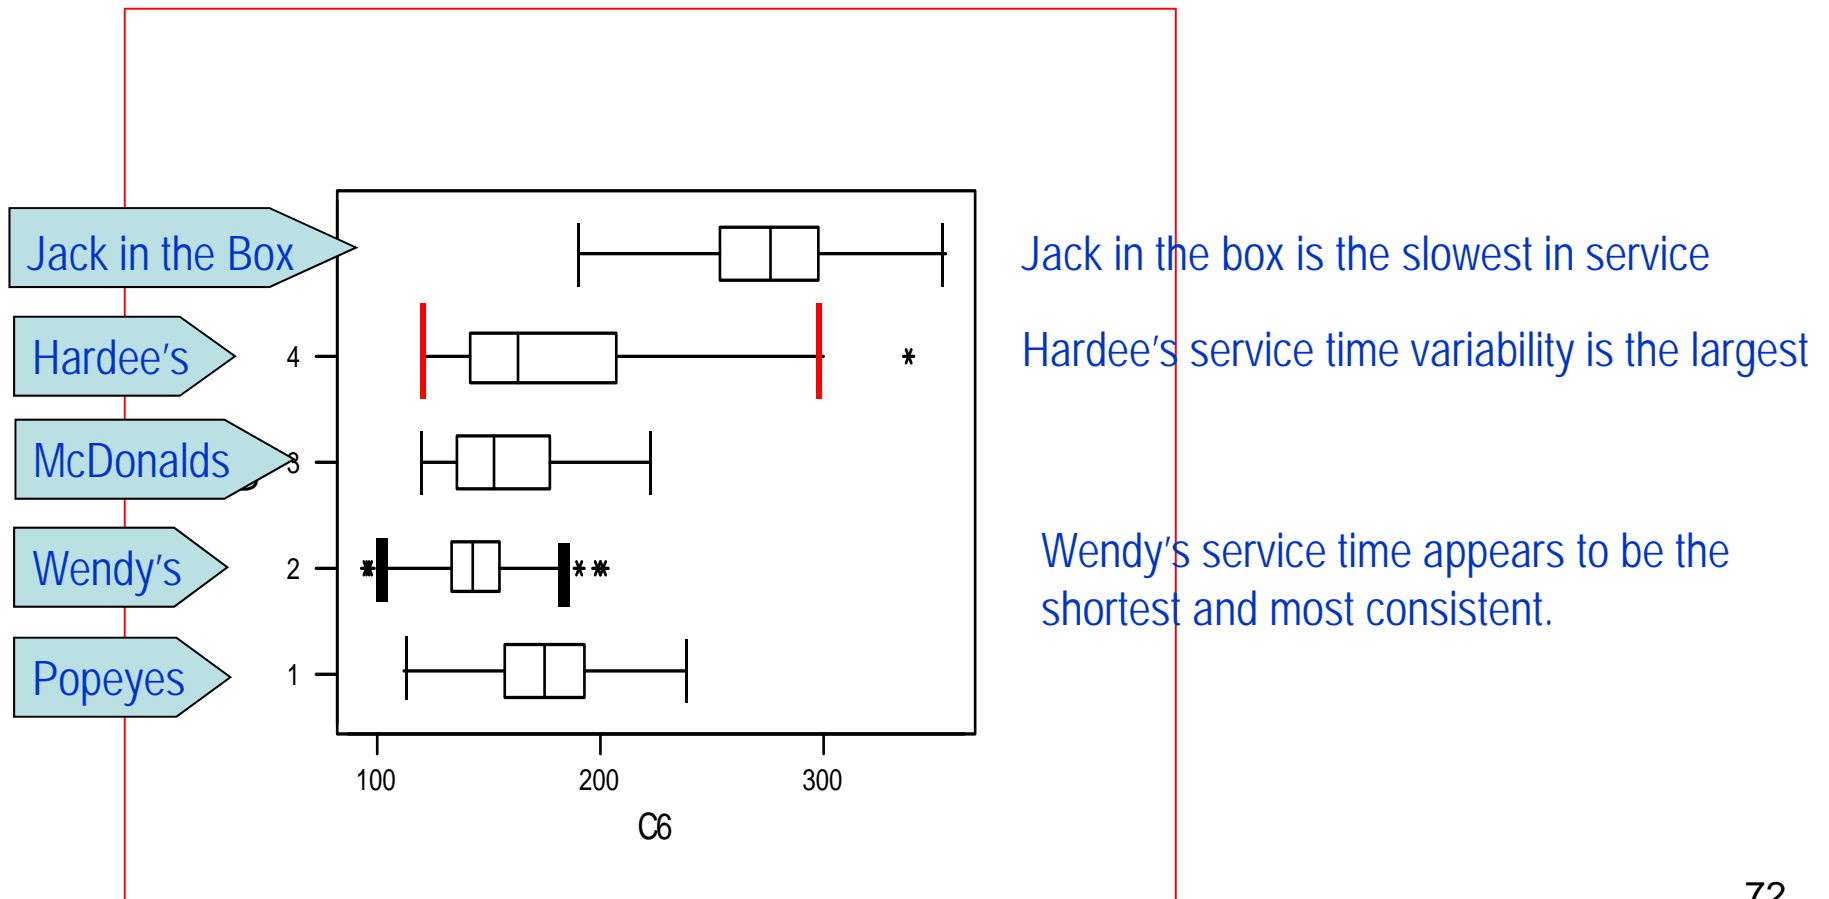 Jack in the Box
Jack in the box is the slowest in service
Hardee's
4
Hardee's service time variability is the largest
McDonalds
3
Wendy's
2
Wendy's service time appears to be the
shortest and most consistent.
Popeyes
1
100 200 300
C6
72